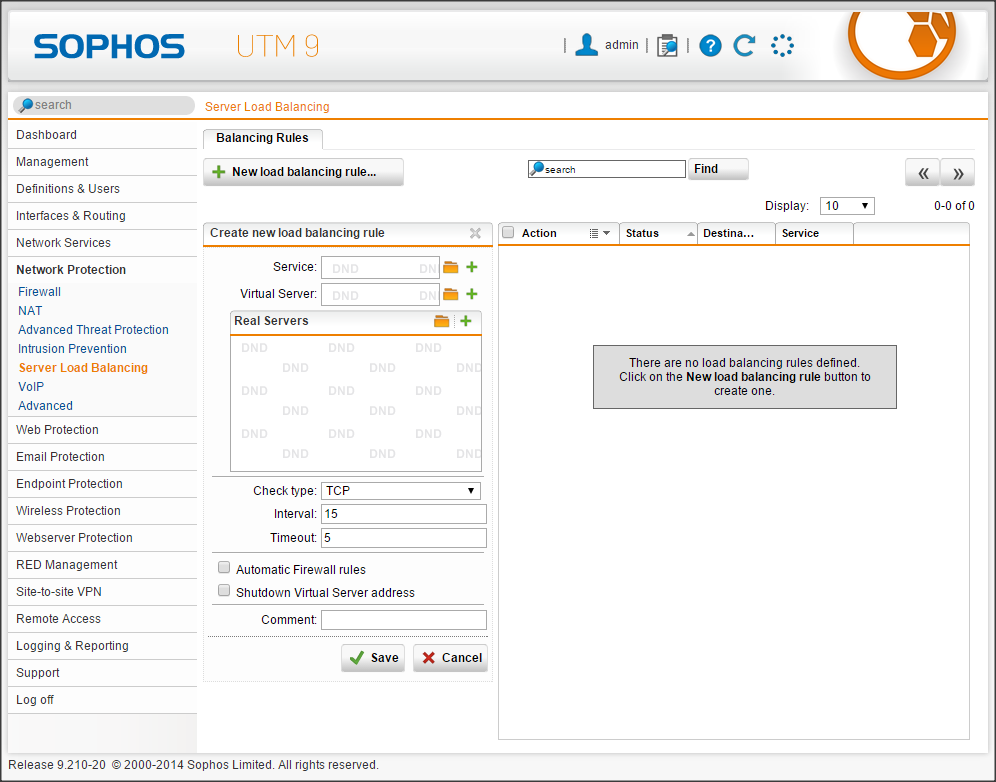 SOPHOS UTM 9 | admin | | ?
search
Server Load Balancing
Dashboard
Management
Definitions & Users
Interfaces & Routing
Network Services
Network Protection
Firewall
NAT
Advanced Threat Protection
Intrusion Prevention
Server Load Balancing
VoIP
Advanced
Web Protection
Email Protection
Endpoint Protection
Wireless Protection
Webserver Protection
RED Management
Site-to-site VPN
Remote Access
Logging & Reporting
Support
Log off
Balancing Rules
New load balancing rule...
search Find « »
Display: 10 0-0 of 0
Create new load balancing rule
Service: DND DN
Virtual Server: DND DN
Real Servers
DND DND DND
DND DND DND
DND DND DND
DND DND DND
DND DND DND
DND DND DND
Check type: TCP
Interval: 15
Timeout: 5
Automatic Firewall rules
Shutdown Virtual Server address
Comment:
Save Cancel
Action Status Destina... Service
There are no load balancing rules defined.
Click on the New load balancing rule button to
create one.
Release 9.210-20 © 2000-2014 Sophos Limited. All rights reserved.